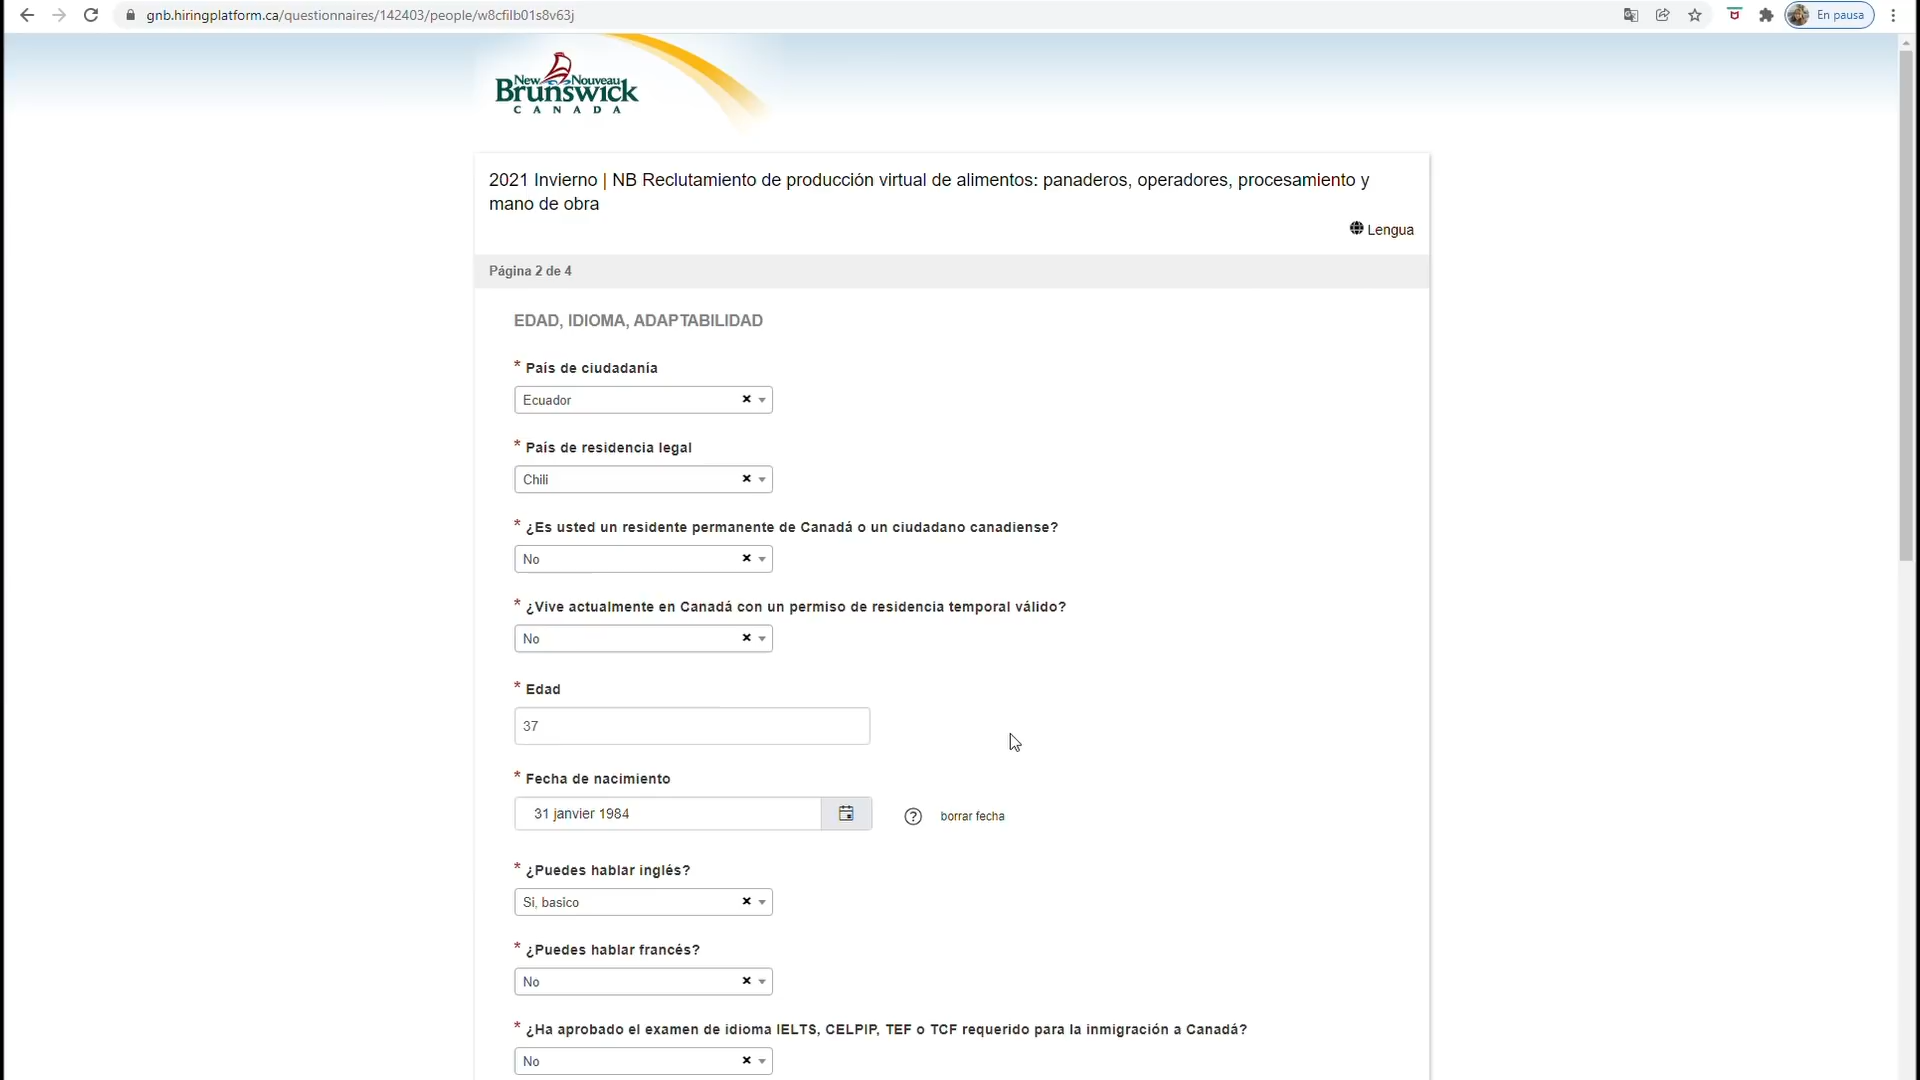 gnb.hiringplatform.ca/questionnaires/142403/people/w8cfilb01s8v63j
En pausa
New Nouveau
Brunswick
CANADA
2021 Invierno | NB Reclutamiento de producción virtual de alimentos: panaderos, operadores, procesamiento y
mano de obra
Lengua
Página 2 de 4
EDAD, IDIOMA, ADAPTABILIDAD
* País de ciudadanía
Ecuador
* País de residencia legal
Chili
* ¿Es usted un residente permanente de Canadá o un ciudadano canadiense?
No
* ¿Vive actualmente en Canadá con un permiso de residencia temporal válido?
No
* Edad
37
* Fecha de nacimiento
31 janvier 1984
borrar fecha
* ¿Puedes hablar inglés?
Si, basico
* ¿Puedes hablar francés?
No
* ¿Ha aprobado el examen de idioma IELTS, CELPIP, TEF o TCF requerido para la inmigración a Canadá?
No